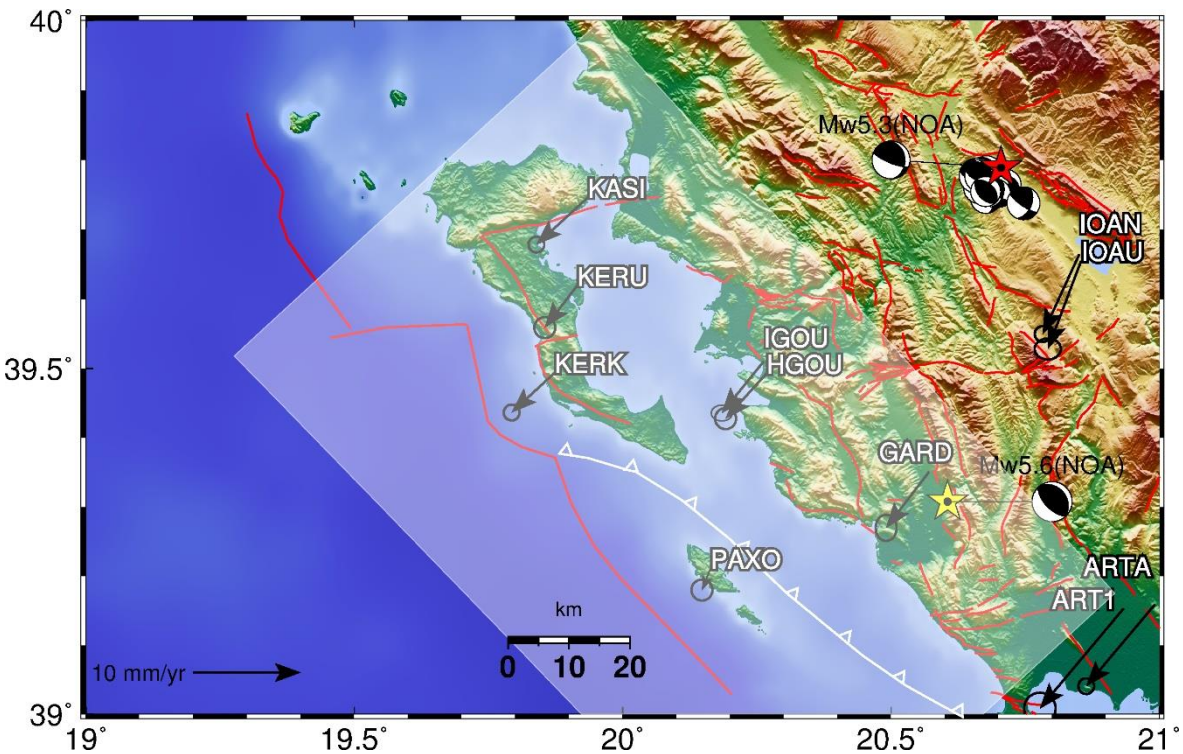 40˚
Mw5.3(NOA)
KASI
IOAN
IOAU
KERU
39.5˚
IGOU
HGOU
KERK
GARD
Mw5.6(NOA)
PAXO
ARTA
ART1
km
0 10 20
10 mm/yr
39˚
19˚ 19.5˚ 20˚ 20.5˚ 21˚